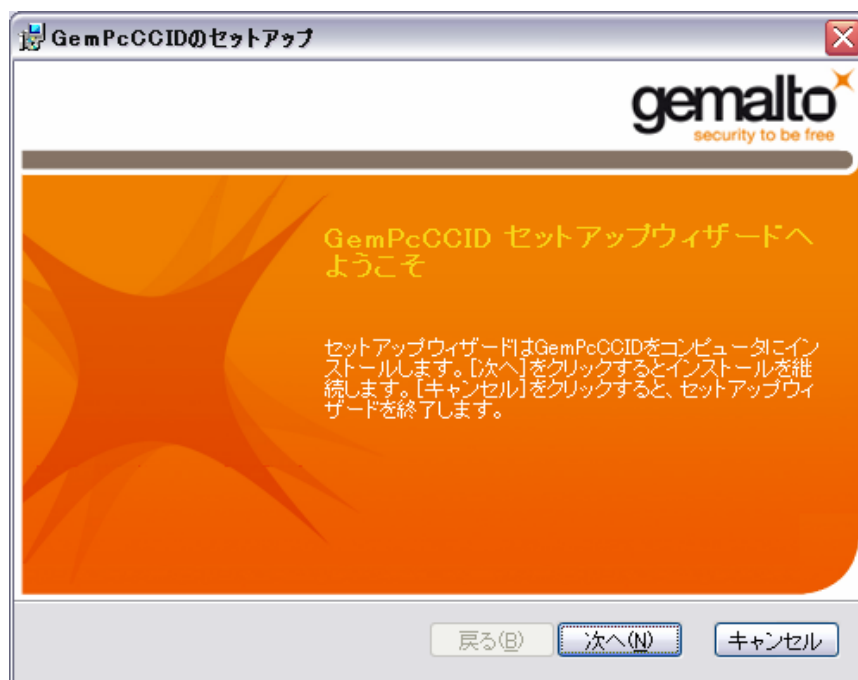 GemPcCCIDのセットアップ
gemalto
security to be free
GemPcCCID セットアップウィザードへ
ようこそ
セットアップウィザードはGemPcCCIDをコンピュータにイン
ストールします。[次へ]をクリックするとインストールを継
続します。[キャンセル]をクリックすると、セットアップウィ
ザードを終了します。
戻る(B)
次へ(N)
キャンセル